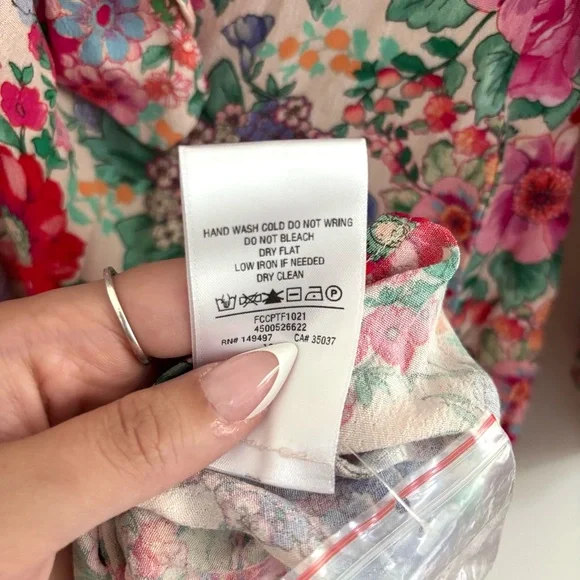 HAND WASH COLD DO NOT WRING
DO NOT BLEACH
DRY FLAT
LOW IRON IF NEEDED
DRY CLEAN
P
FCCPTF1021
4500526622
RN# 149497 CA# 35037